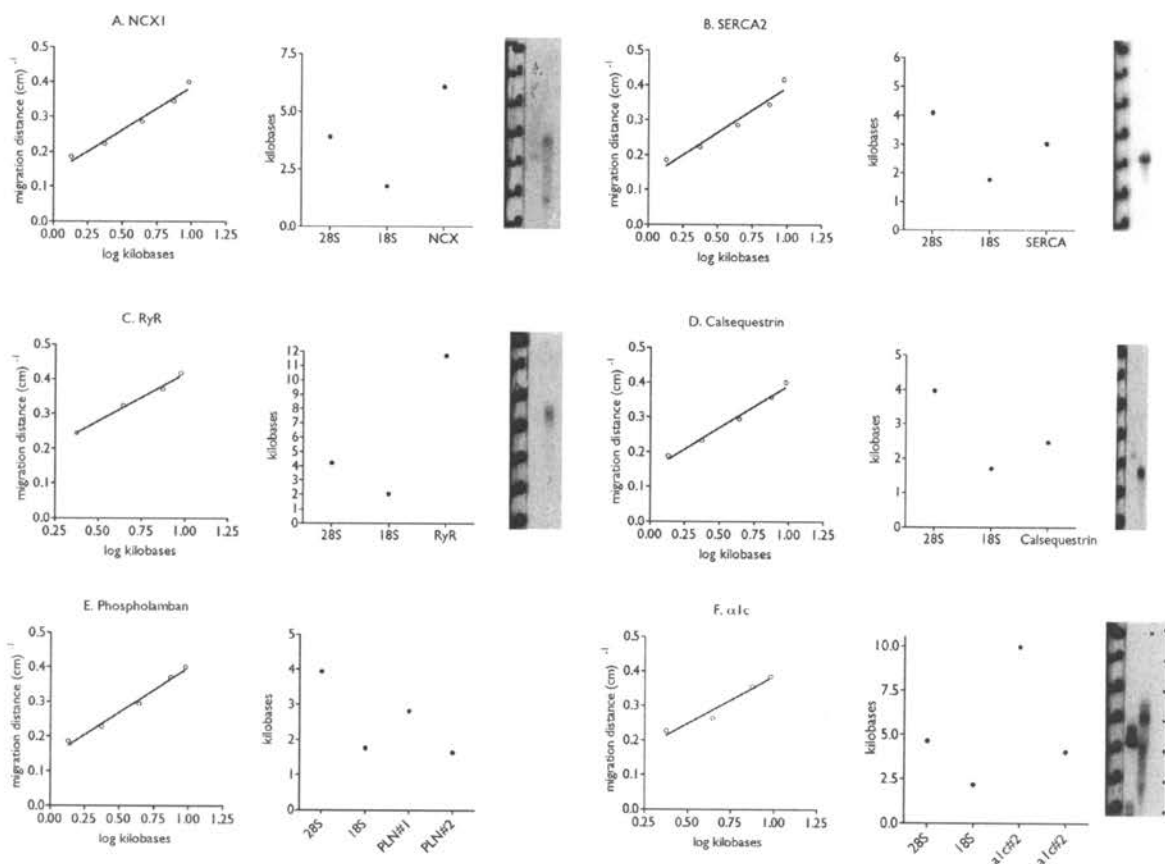 A. NCX1
0.5
0.4
0.3
0.2
0.1
0.0
migration distance (cm) -1
0.00 0.25 0.50 0.75 1.00 1.25
log kilobases
7.5
5.0
2.5
0.0
kilobases
28S 18S NCX
B. SERCA2
0.5
0.4
0.3
0.2
0.1
0.0
migration distance (cm) -1
0.00 0.25 0.50 0.75 1.00 1.25
log kilobases
6
5
4
3
2
1
0
kilobases
28S 18S SERCA
C. RyR
0.5
0.4
0.3
0.2
0.1
0.0
migration distance (cm) -1
0.25 0.50 0.75 1.00 1.25
log kilobases
12
11
10
9
8
7
6
5
4
3
2
1
0
kilobases
28S 18S RyR
D. Calsequestrin
0.5
0.4
0.3
0.2
0.1
0.0
migration distance (cm) -1
0.00 0.25 0.50 0.75 1.00 1.25
log kilobases
5
4
3
2
1
0
kilobases
28S 18S Calsequestrin
E. Phospholamban
0.5
0.4
0.3
0.2
0.1
0.0
migration distance (cm) -1
0.00 0.25 0.50 0.75 1.00 1.25
log kilobases
5
4
3
2
1
0
kilobases
28S 18S PLN#1 PLN#2
F. α1c
0.5
0.4
0.3
0.2
0.1
0.0
migration distance (cm) -1
0.25 0.50 0.75 1.00 1.25
log kilobases
10.0
7.5
5.0
2.5
0.0
kilobases
28S 18S a1c#2 a1c#2